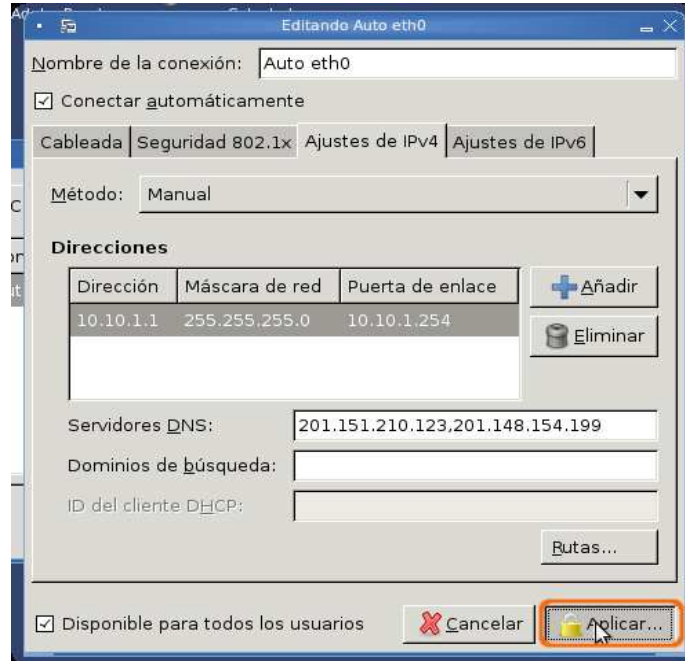 Editando Auto eth0
Nombre de la conexión: Auto eth0
Conectar automáticamente
Cableada Seguridad 802.1x Ajustes de IPv4 Ajustes de IPv6
Método: Manual
Direcciones
Dirección Máscara de red Puerta de enlace Añadir
10.10.1.1 255.255.255.0 10.10.1.254
Eliminar
Servidores DNS: 201.151.210.123,201.148.154.199
Dominios de búsqueda:
ID del cliente DHCP:
Rutas...
Disponible para todos los usuarios Cancelar Aplicar...